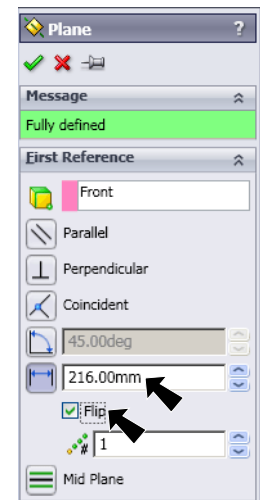 Plane ?
Message
Fully defined
First Reference
Front
Parallel
Perpendicular
Coincident
45.00deg
216.00mm
Flip
# 1
Mid Plane